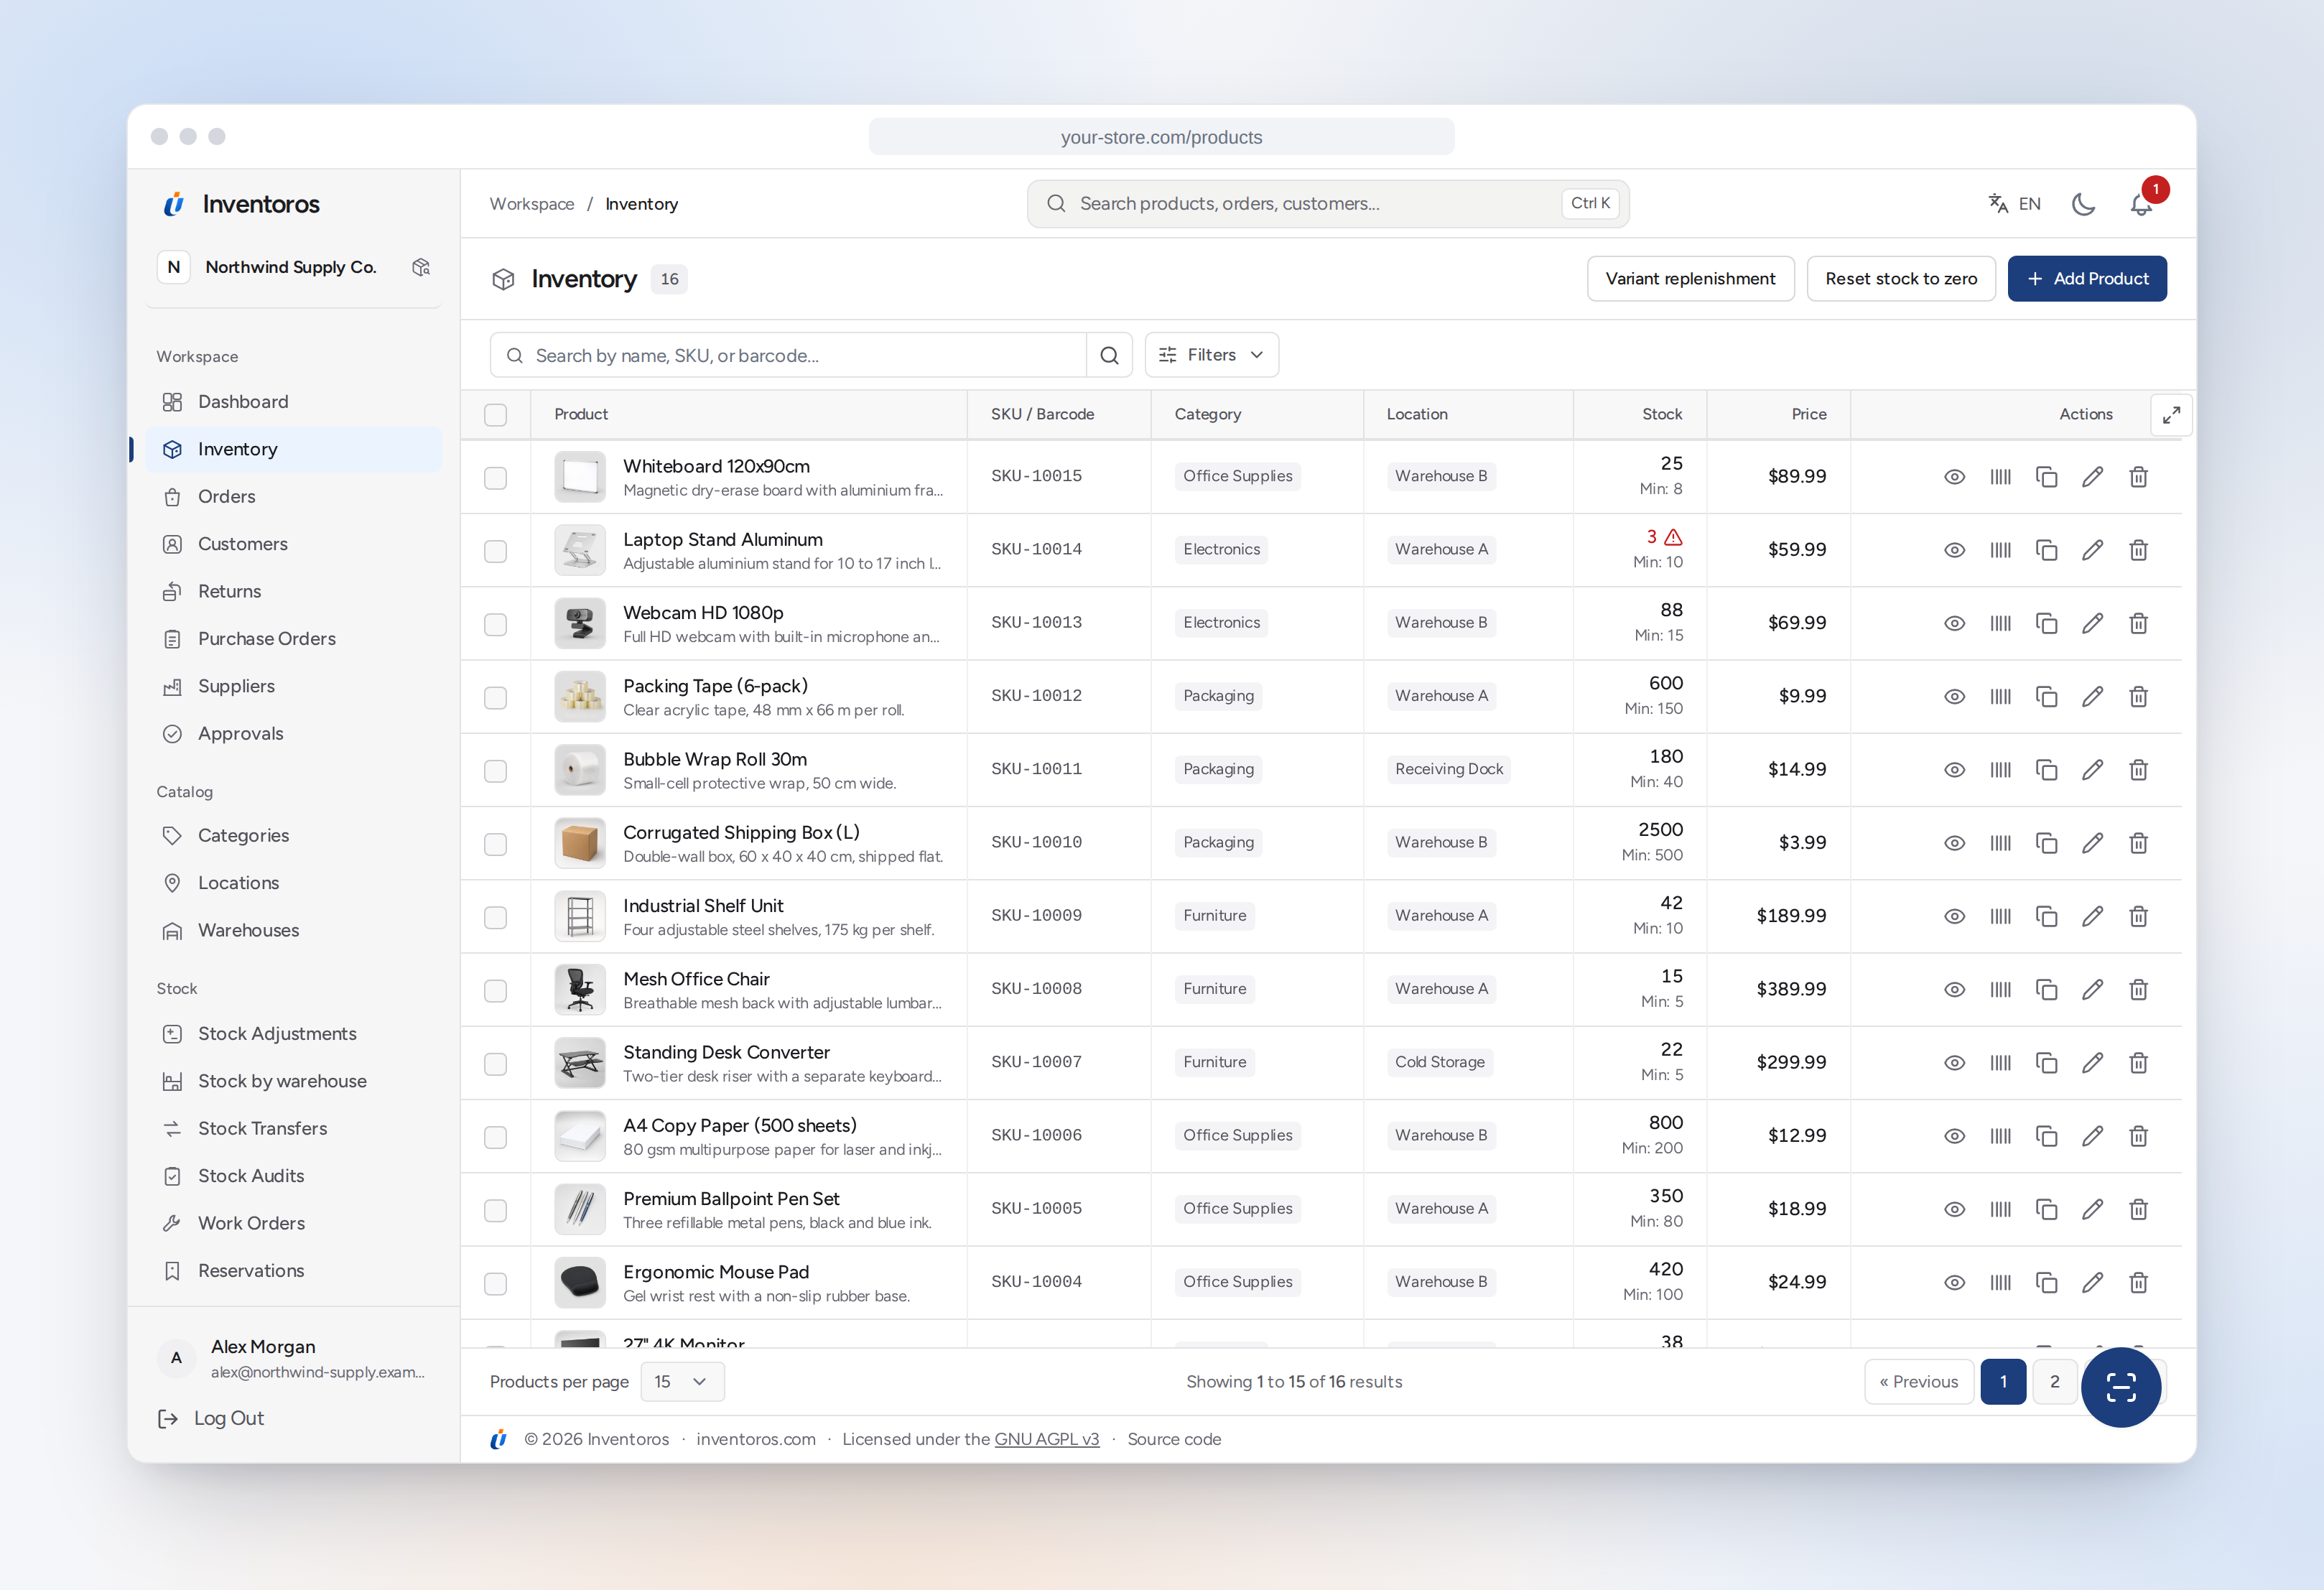 your-store.com/products
Inventoros
N Northwind Supply Co.
Workspace
Dashboard
Inventory
Orders
Customers
Returns
Purchase Orders
Suppliers
Approvals
Catalog
Categories
Locations
Warehouses
Stock
Stock Adjustments
Stock by warehouse
Stock Transfers
Stock Audits
Work Orders
Reservations
A Alex Morgan
alex@northwind-supply.exam...
Log Out
Workspace / Inventory
Search products, orders, customers... Ctrl K
EN
1
Inventory 16
Variant replenishment Reset stock to zero + Add Product
Search by name, SKU, or barcode... Filters
Product SKU / Barcode Category Location Stock Price Actions
Whiteboard 120x90cm SKU-10015 Office Supplies Warehouse B 25 $89.99
Magnetic dry-erase board with aluminium fra... Min: 8
Laptop Stand Aluminum SKU-10014 Electronics Warehouse A 3 $59.99
Adjustable aluminium stand for 10 to 17 inch l... Min: 10
Webcam HD 1080p SKU-10013 Electronics Warehouse B 88 $69.99
Full HD webcam with built-in microphone an... Min: 15
Packing Tape (6-pack) SKU-10012 Packaging Warehouse A 600 $9.99
Clear acrylic tape, 48 mm x 66 m per roll. Min: 150
Bubble Wrap Roll 30m SKU-10011 Packaging Receiving Dock 180 $14.99
Small-cell protective wrap, 50 cm wide. Min: 40
Corrugated Shipping Box (L) SKU-10010 Packaging Warehouse B 2500 $3.99
Double-wall box, 60 x 40 x 40 cm, shipped flat. Min: 500
Industrial Shelf Unit SKU-10009 Furniture Warehouse A 42 $189.99
Four adjustable steel shelves, 175 kg per shelf. Min: 10
Mesh Office Chair SKU-10008 Furniture Warehouse A 15 $389.99
Breathable mesh back with adjustable lumbar... Min: 5
Standing Desk Converter SKU-10007 Furniture Cold Storage 22 $299.99
Two-tier desk riser with a separate keyboard... Min: 5
A4 Copy Paper (500 sheets) SKU-10006 Office Supplies Warehouse B 800 $12.99
80 gsm multipurpose paper for laser and inkj... Min: 200
Premium Ballpoint Pen Set SKU-10005 Office Supplies Warehouse A 350 $18.99
Three refillable metal pens, black and blue ink. Min: 80
Ergonomic Mouse Pad SKU-10004 Office Supplies Warehouse B 420 $24.99
Gel wrist rest with a non-slip rubber base. Min: 100
27" 4K Monitor 38
Products per page 15 Showing 1 to 15 of 16 results « Previous 1 2
© 2026 Inventoros · inventoros.com · Licensed under the GNU AGPL v3 · Source code